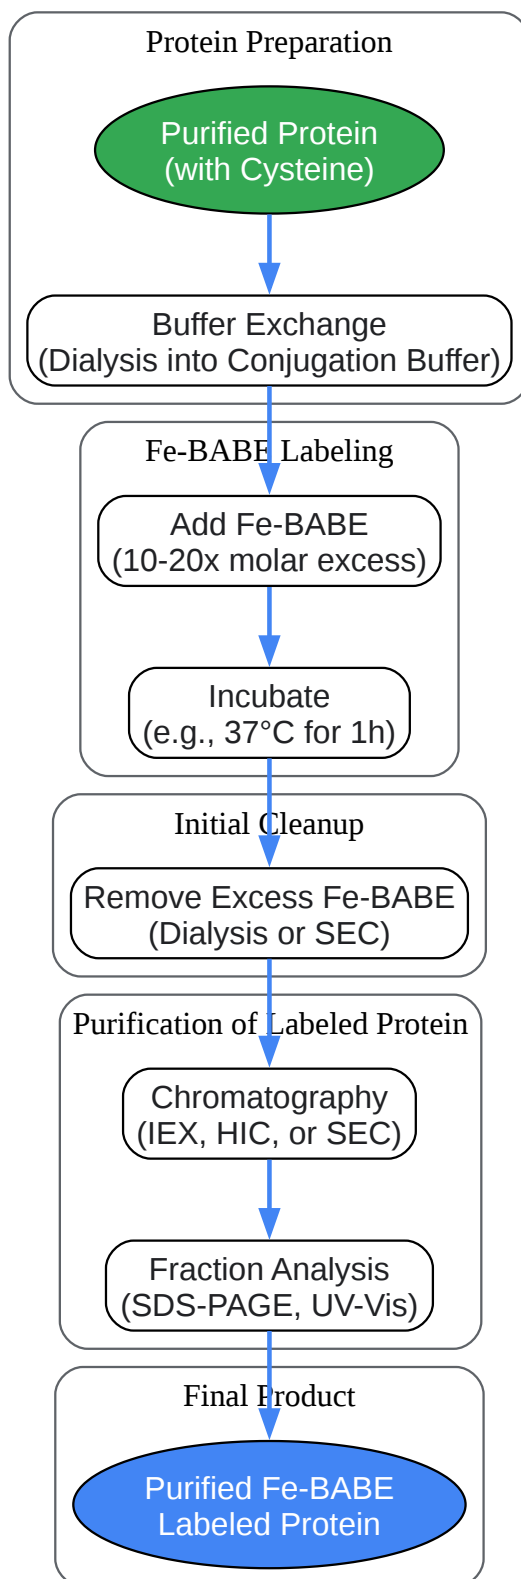 Protein Preparation
Purified Protein
(with Cysteine)
Buffer Exchange
(Dialysis into Conjugation Buffer)
Fe-BABE Labeling
Add Fe-BABE
(10-20x molar excess)
Incubate
(e.g., 37°C for 1h)
Initial Cleanup
Remove Excess Fe-BABE
(Dialysis or SEC)
Purification of Labeled Protein
Chromatography
(IEX, HIC, or SEC)
Fraction Analysis
(SDS-PAGE, UV-Vis)
Final Product
Purified Fe-BABE
Labeled Protein